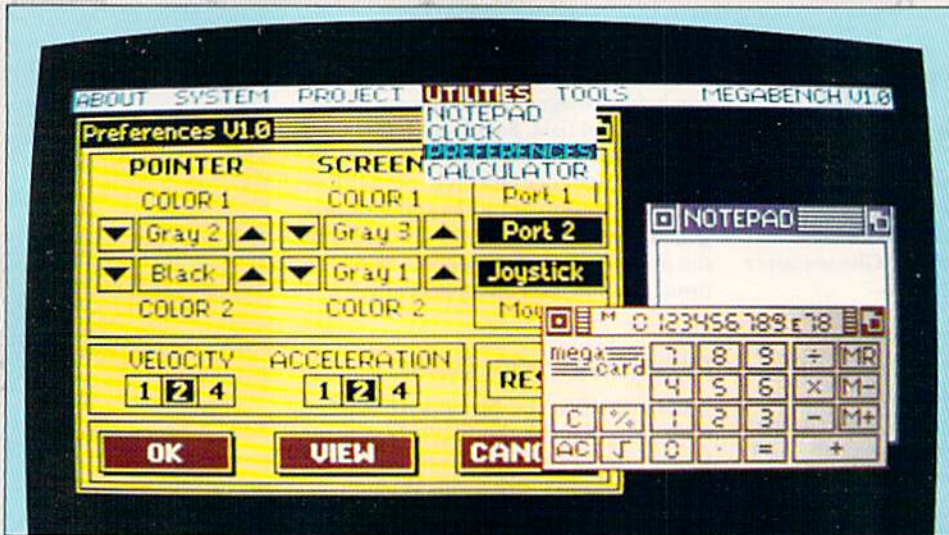 ABOUT SYSTEM PROJECT UTILITIES TOOLS MEGABENCH V1.0
NOTEPAD
CLOCK
PREFERENCES
CALCULATOR
Preferences V1.0
POINTER SCREEN
COLOR 1 COLOR 1 Port 1
Gray 2 Gray 3 Port 2
Black Gray 1 Joystick
COLOR 2 COLOR 2
VELOCITY ACCELERATION
1 2 4 1 2 4
OK VIEW
NOTEPAD
M 0123456789E78
mega card
7 8 9 ÷ MR
4 5 6 × M-
C % 1 2 3 - M+
AC √ 0 . = +